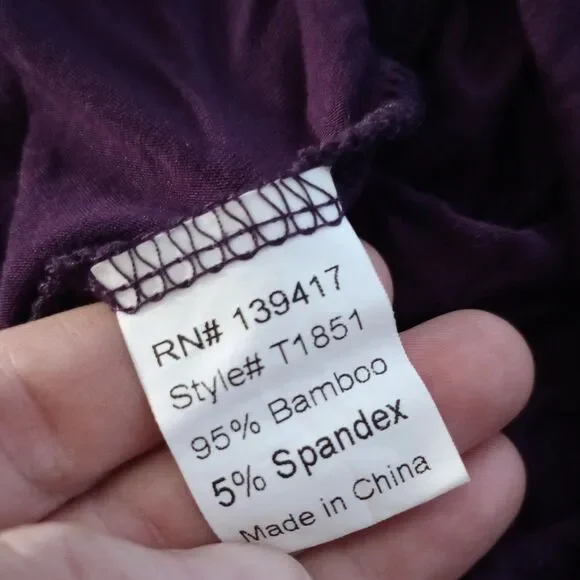 RN# 139417
Style# T1851
95% Bamboo
5% Spandex
Made in China